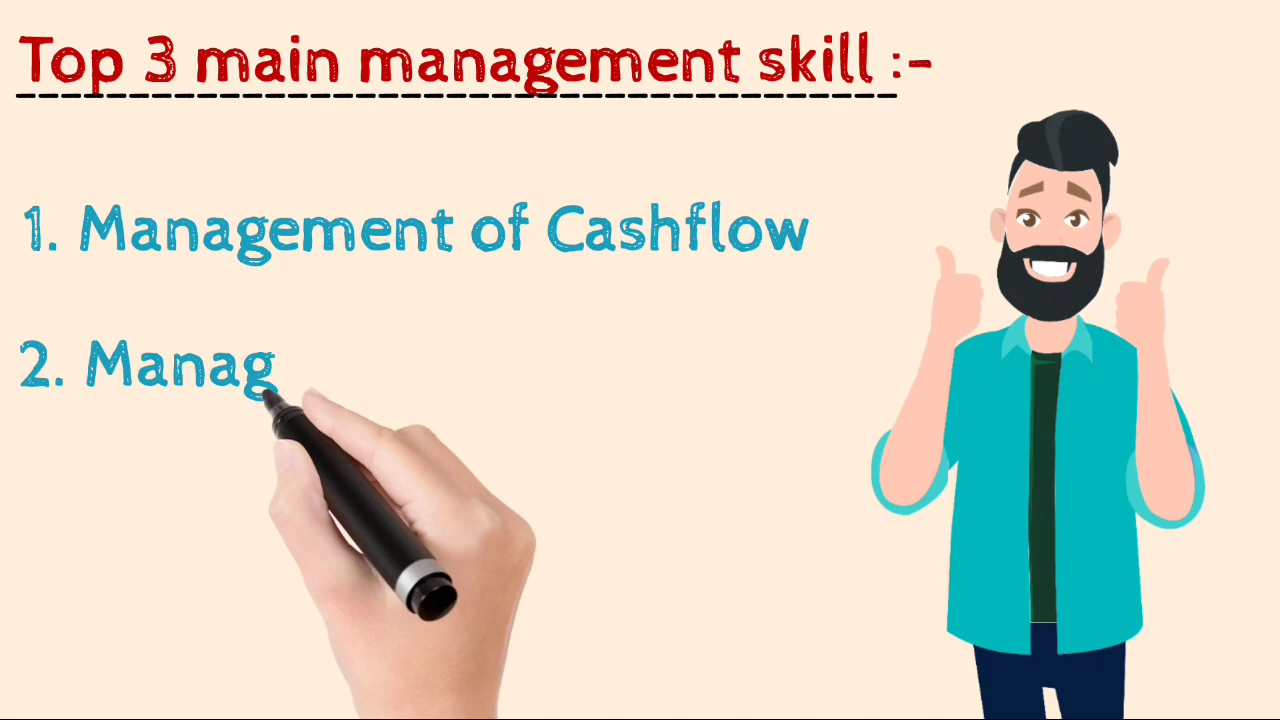 Top 3 main management skill :-
1. Management of Cashflow
2. Manag